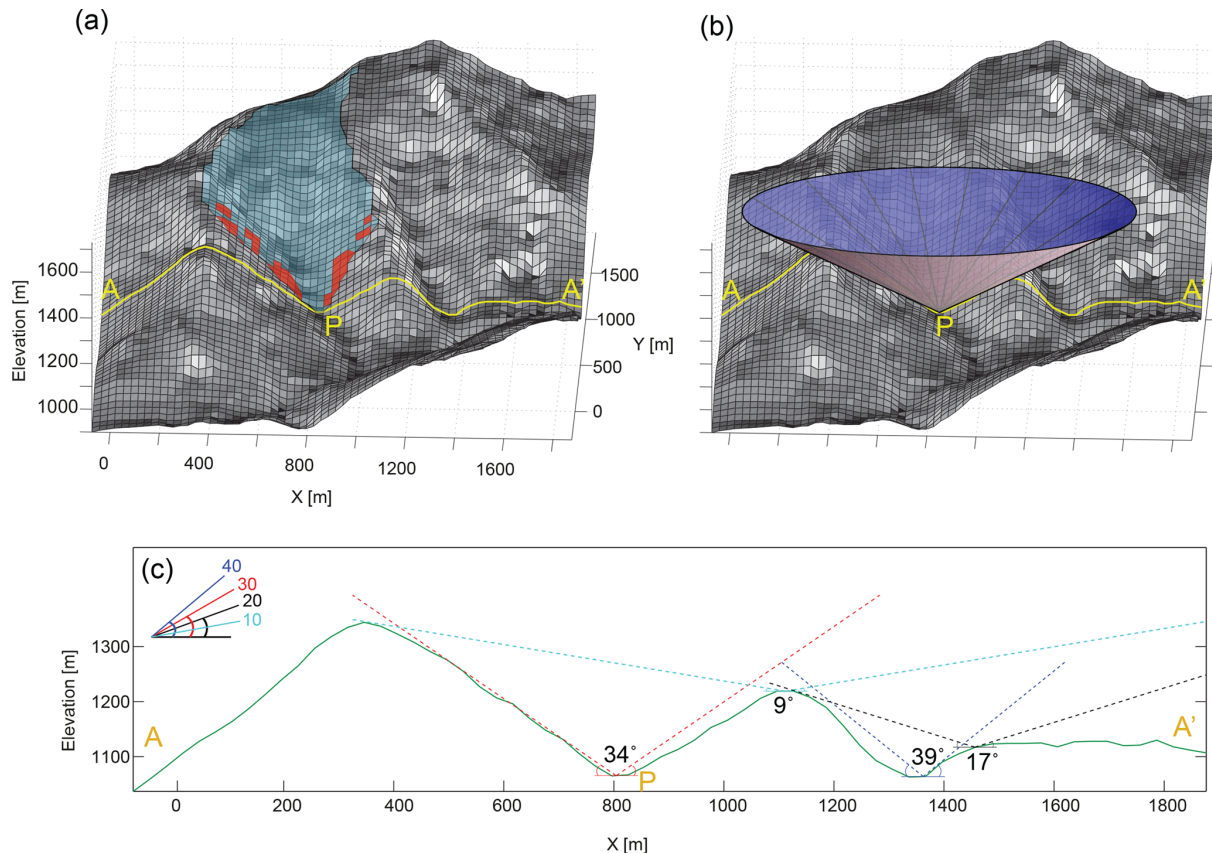 (a)
(b)
A
P
A'
1600
1400
1200
1000
Elevation [m]
1500
1000
500
0
Y [m]
0
400
800
1200
1600
X [m]
A
P
A'
(c)
40
30
20
10
1300
1200
1100
Elevation [m]
A
34°
P
9°
39°
17°
A'
0
200
400
600
800
1000
1200
1400
1600
1800
X [m]